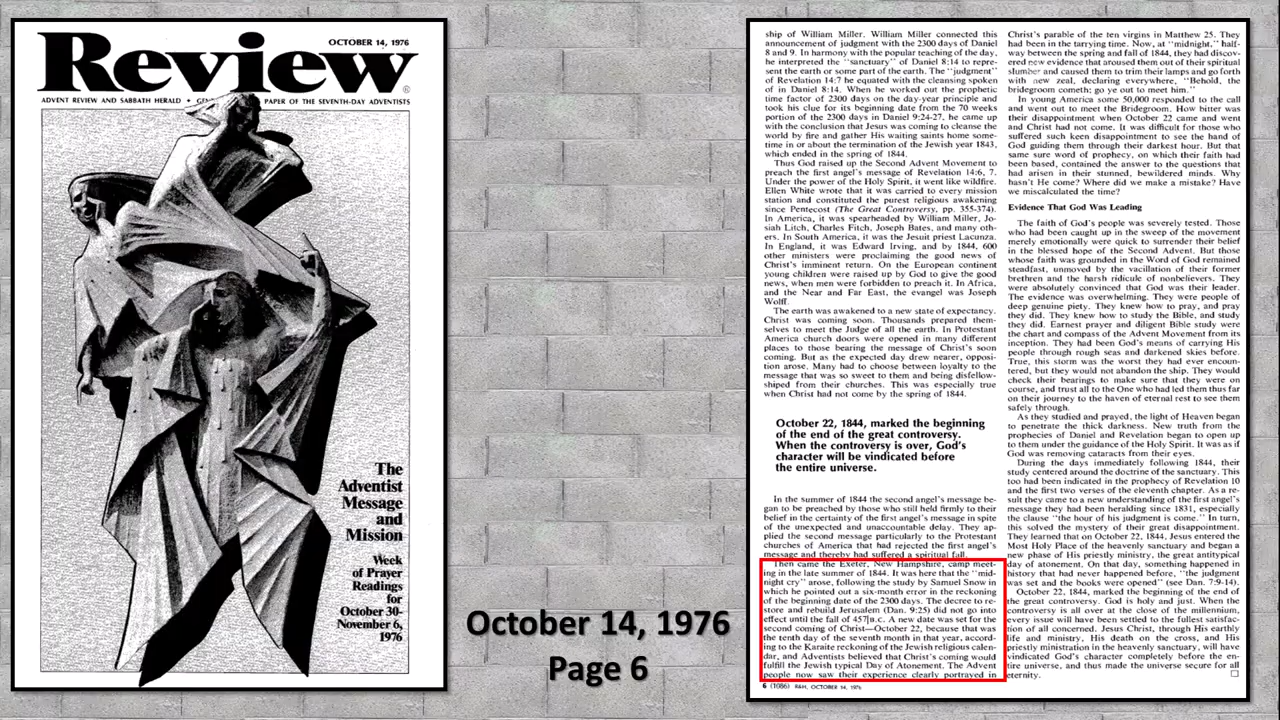 OCTOBER 14, 1976
Review®
ADVENT REVIEW AND SABBATH HERALD • PAPER OF THE SEVENTH-DAY ADVENTISTS
The
Adventist
Message
and
Mission
Week
of Prayer
Readings
for
October 30-
November 6,
1976
October 14, 1976
Page 6
ship of William Miller. William Miller connected this
announcement of judgment with the 2300 days of Daniel
8 and 9. In harmony with the popular teaching of the day,
he interpreted the "sanctuary" of Daniel 8:14 to repre-
sent the earth or some part of the earth. The "judgment"
of Revelation 14:7 he equated with the cleansing spoken
of in Daniel 8:14. When he worked out the prophetic
time factor of 2300 days on the day-year principle and
took his clue for its beginning date from the 70 weeks
portion of the 2300 days in Daniel 9:24-27, he came up
with the conclusion that Jesus was coming to cleanse the
world by fire and gather His waiting saints home some-
time in or about the termination of the Jewish year 1843,
which ended in the spring of 1844.
Thus God raised up the Second Advent Movement to
preach the first angel's message of Revelation 14:6, 7.
Under the power of the Holy Spirit, it went like wildfire.
Ellen White wrote that it was carried to every mission
station and constituted the purest religious awakening
since Pentecost (The Great Controversy, pp. 355-374).
In America, it was spearheaded by William Miller, Jo-
siah Litch, Charles Fitch, Joseph Bates, and many oth-
ers. In South America, it was the Jesuit priest Lacunza.
In England, it was Edward Irving, and by 1844, 600
other ministers were proclaiming the good news of
Christ's imminent return. On the European continent
young children were raised up by God to give the good
news, when men were forbidden to preach it. In Africa,
and the Near and Far East, the evangel was Joseph
Wolff.
The earth was awakened to a new state of expectancy.
Christ was coming soon. Thousands prepared them-
selves to meet the Judge of all the earth. In Protestant
America church doors were opened in many different
places to those bearing the message of Christ's soon
coming. But as the expected day drew nearer, opposi-
tion arose. Many had to choose between loyalty to the
message that was so sweet to them and being disfellow-
shiped from their churches. This was especially true
when Christ had not come by the spring of 1844.
October 22, 1844, marked the beginning
of the end of the great controversy.
When the controversy is over, God's
character will be vindicated before
the entire universe.
In the summer of 1844 the second angel's message be-
gan to be preached by those who still held firmly to their
belief in the certainty of the first angel's message in spite
of the unexpected and unaccountable delay. They ap-
plied the second message particularly to the Protestant
churches of America that had rejected the first angel's
message and thereby had suffered a spiritual fall.
Then came the Exeter, New Hampshire, camp meet-
ing in the late summer of 1844. It was here that the "mid-
night cry" arose, following the study by Samuel Snow in
which he pointed out a six-month error in the reckoning
of the beginning date of the 2300 days. The decree to re-
store and rebuild Jerusalem (Dan. 9:25) did not go into
effect until the fall of 457 B.C. A new date was set for the
second coming of Christ—October 22, because that was
the tenth day of the seventh month in that year, accord-
ing to the Karaite reckoning of the Jewish religious calen-
dar, and Adventists believed that Christ's coming would
fulfill the Jewish typical Day of Atonement. The Advent
people now saw their experience clearly portrayed in
6 (1086) R&H, OCTOBER 14, 1976
Christ's parable of the ten virgins in Matthew 25. They
had been in the tarrying time. Now, at "midnight," half-
way between the spring and fall of 1844, they had discov-
ered new evidence that aroused them out of their spiritual
slumber and caused them to trim their lamps and go forth
with new zeal, declaring everywhere, "Behold, the
bridegroom cometh; go ye out to meet him."
In young America some 50,000 responded to the call
and went out to meet the Bridegroom. How bitter was
their disappointment when October 22 came and went
and Christ had not come. It was difficult for those who
suffered such keen disappointment to see the hand of
God guiding them through their darkest hour. But that
same sure word of prophecy, on which their faith had
been based, contained the answer to the questions that
had arisen in their stunned, bewildered minds. Why
hasn't He come? Where did we make a mistake? Have
we miscalculated the time?
Evidence That God Was Leading
The faith of God's people was severely tested. Those
who had been caught up in the sweep of the movement
merely emotionally were quick to surrender their belief
in the blessed hope of the Second Advent. But those
whose faith was grounded in the Word of God remained
steadfast, unmoved by the vacillation of their former
brethren and the harsh ridicule of nonbelievers. They
were absolutely convinced that God was their leader.
The evidence was overwhelming. They were people of
deep genuine piety. They knew how to pray, and pray
they did. They knew how to study the Bible, and study
they did. Earnest prayer and diligent Bible study were
the chart and compass of the Advent Movement from its
inception. They had been God's means of carrying His
people through rough seas and darkened skies before.
True, this storm was the worst they had ever encoun-
tered, but they would not abandon the ship. They would
check their bearings to make sure that they were on
course, and trust all to the One who had led them thus far
on their journey to the haven of eternal rest to see them
safely through.
As they studied and prayed, the light of Heaven began
to penetrate the thick darkness. New truth from the
prophecies of Daniel and Revelation began to open up
to them under the guidance of the Holy Spirit. It was as if
God was removing cataracts from their eyes.
During the days immediately following 1844, their
study centered around the doctrine of the sanctuary. This
too had been indicated in the prophecy of Revelation 10
and the first two verses of the eleventh chapter. As a re-
sult they came to a new understanding of the first angel's
message they had been heralding since 1831, especially
the clause "the hour of his judgment is come." In turn,
this solved the mystery of their great disappointment.
They learned that on October 22, 1844, Jesus entered the
Most Holy Place of the heavenly sanctuary and began a
new phase of His priestly ministry, the great antitypical
day of atonement. On that day, something happened in
history that had never happened before, "the judgment
was set and the books were opened" (see Dan. 7:9-14).
October 22, 1844, marked the beginning of the end of
the great controversy. God is holy and just. When the
controversy is all over at the close of the millennium,
every issue will have been settled to the fullest satisfac-
tion of all concerned. Jesus Christ, through His earthly
life and ministry, His death on the cross, and His
priestly ministration in the heavenly sanctuary, will have
vindicated God's character completely before the en-
tire universe, and thus made the universe secure for all
eternity.